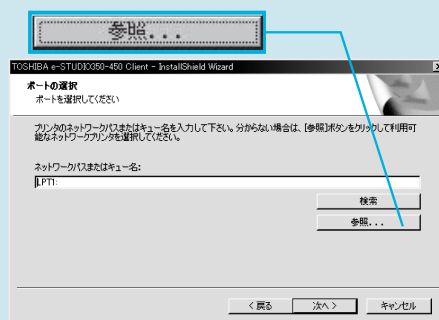 参照...
TOSHIBA e-STUDIO350-450 Client - InstallShield Wizard
ポートの選択
ポートを選択してください
プリンタのネットワークパスまたはキュー名を入力して下さい。分からない場合は、[参照]ボタンをクリックして利用可
能なネットワークプリンタを選択してください。
ネットワークパスまたはキュー名:
LPT1:
検索
参照...
< 戻る 次へ > キャンセル